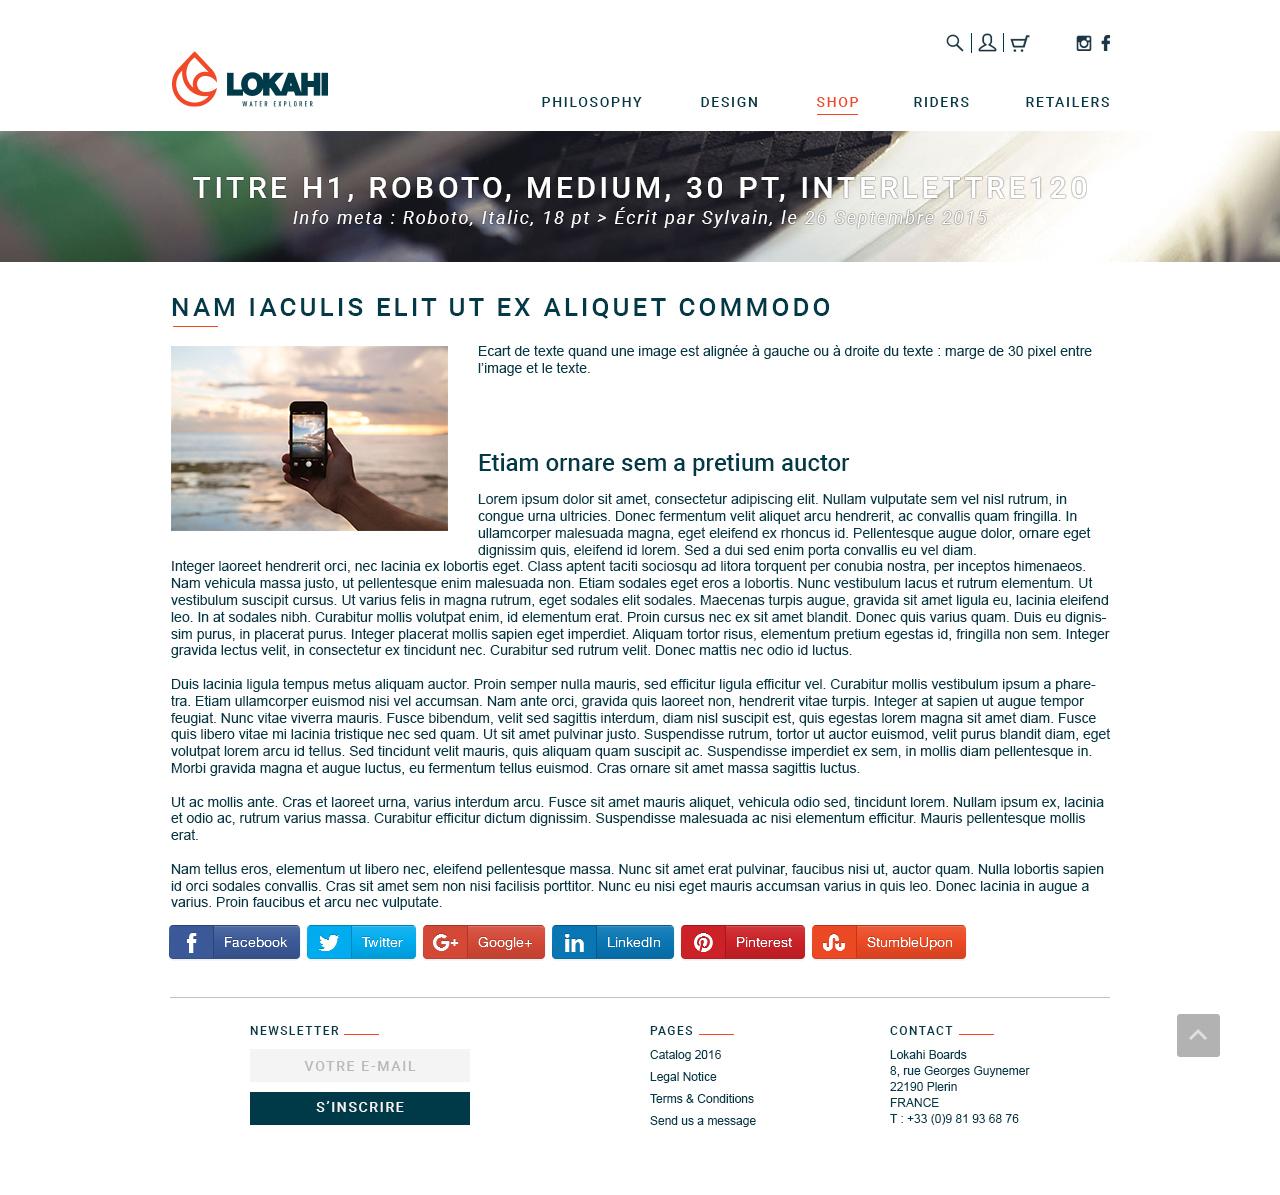 LOKAHI
WATER EXPLORER
PHILOSOPHY DESIGN SHOP RIDERS RETAILERS
TITRE H1, ROBOTO, MEDIUM, 30 PT, INTERLETTRE120
Info meta : Roboto, Italic, 18 pt > Écrit par Sylvain, le 26 Septembre 2015
NAM IACULIS ELIT UT EX ALIQUET COMMODO
Ecart de texte quand une image est alignée à gauche ou à droite du texte : marge de 30 pixel entre
l'image et le texte.
Etiam ornare sem a pretium auctor
Lorem ipsum dolor sit amet, consectetur adipiscing elit. Nullam vulputate sem vel nisl rutrum, in
congue urna ultricies. Donec fermentum velit aliquet arcu hendrerit, ac convallis quam fringilla. In
ullamcorper malesuada magna, eget eleifend ex rhoncus id. Pellentesque augue dolor, ornare eget
dignissim quis, eleifend id lorem. Sed a dui sed enim porta convallis eu vel diam.
Integer laoreet hendrerit orci, nec lacinia ex lobortis eget. Class aptent taciti sociosqu ad litora torquent per conubia nostra, per inceptos himenaeos.
Nam vehicula massa justo, ut pellentesque enim malesuada non. Etiam sodales eget eros a lobortis. Nunc vestibulum lacus et rutrum elementum. Ut
vestibulum suscipit cursus. Ut varius felis in magna rutrum, eget sodales elit sodales. Maecenas turpis augue, gravida sit amet ligula eu, lacinia eleifend
leo. In at sodales nibh. Curabitur mollis volutpat enim, id elementum erat. Proin cursus nec ex sit amet blandit. Donec quis varius quam. Duis eu dignis-
sim purus, in placerat purus. Integer placerat mollis sapien eget imperdiet. Aliquam tortor risus, elementum pretium egestas id, fringilla non sem. Integer
gravida lectus velit, in consectetur ex tincidunt nec. Curabitur sed rutrum velit. Donec mattis nec odio id luctus.
Duis lacinia ligula tempus metus aliquam auctor. Proin semper nulla mauris, sed efficitur ligula efficitur vel. Curabitur mollis vestibulum ipsum a phare-
tra. Etiam ullamcorper euismod nisi vel accumsan. Nam ante orci, gravida quis laoreet non, hendrerit vitae turpis. Integer at sapien ut augue tempor
feugiat. Nunc vitae viverra mauris. Fusce bibendum, velit sed sagittis interdum, diam nisl suscipit est, quis egestas lorem magna sit amet diam. Fusce
quis libero vitae mi lacinia tristique nec sed quam. Ut sit amet pulvinar justo. Suspendisse rutrum, tortor ut auctor euismod, velit purus blandit diam, eget
volutpat lorem arcu id tellus. Sed tincidunt velit mauris, quis aliquam quam suscipit ac. Suspendisse imperdiet ex sem, in mollis diam pellentesque in.
Morbi gravida magna et augue luctus, eu fermentum tellus euismod. Cras ornare sit amet massa sagittis luctus.
Ut ac mollis ante. Cras et laoreet urna, varius interdum arcu. Fusce sit amet mauris aliquet, vehicula odio sed, tincidunt lorem. Nullam ipsum ex, lacinia
et odio ac, rutrum varius massa. Curabitur efficitur dictum dignissim. Suspendisse malesuada ac nisi elementum efficitur. Mauris pellentesque mollis
erat.
Nam tellus eros, elementum ut libero nec, eleifend pellentesque massa. Nunc sit amet erat pulvinar, faucibus nisi ut, auctor quam. Nulla lobortis sapien
id orci sodales convallis. Cras sit amet sem non nisi facilisis porttitor. Nunc eu nisi eget mauris accumsan varius in quis leo. Donec lacinia in augue a
varius. Proin faucibus et arcu nec vulputate.
Facebook Twitter Google+ LinkedIn Pinterest StumbleUpon
NEWSLETTER
VOTRE E-MAIL
S'INSCRIRE
PAGES
Catalog 2016
Legal Notice
Terms & Conditions
Send us a message
CONTACT
Lokahi Boards
8, rue Georges Guynemer
22190 Plerin
FRANCE
T : +33 (0)9 81 93 68 76